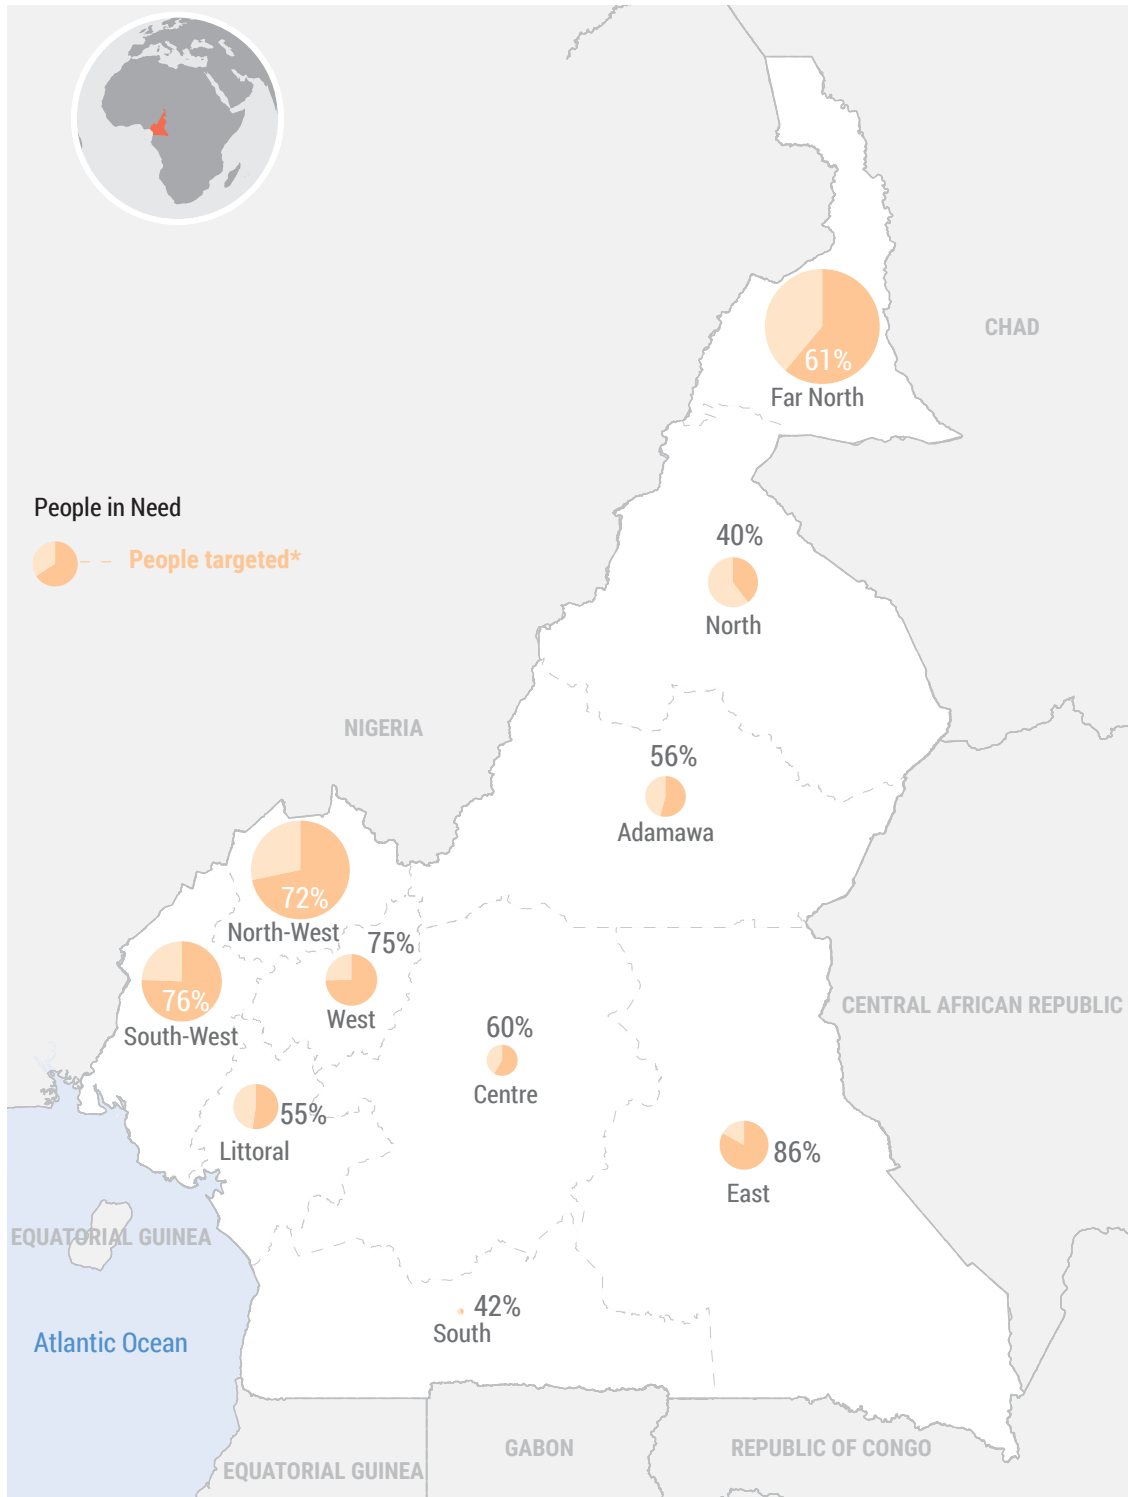 CHAD
61%
Far North
People in Need
People targeted*
40%
North
NIGERIA
56%
Adamawa
72%
North-West
75%
West
76%
South-West
CENTRAL AFRICAN REPUBLIC
60%
Centre
55%
Littoral
86%
East
EQUATORIAL GUINEA
42%
South
Atlantic Ocean
GABON
REPUBLIC OF CONGO
EQUATORIAL GUINEA